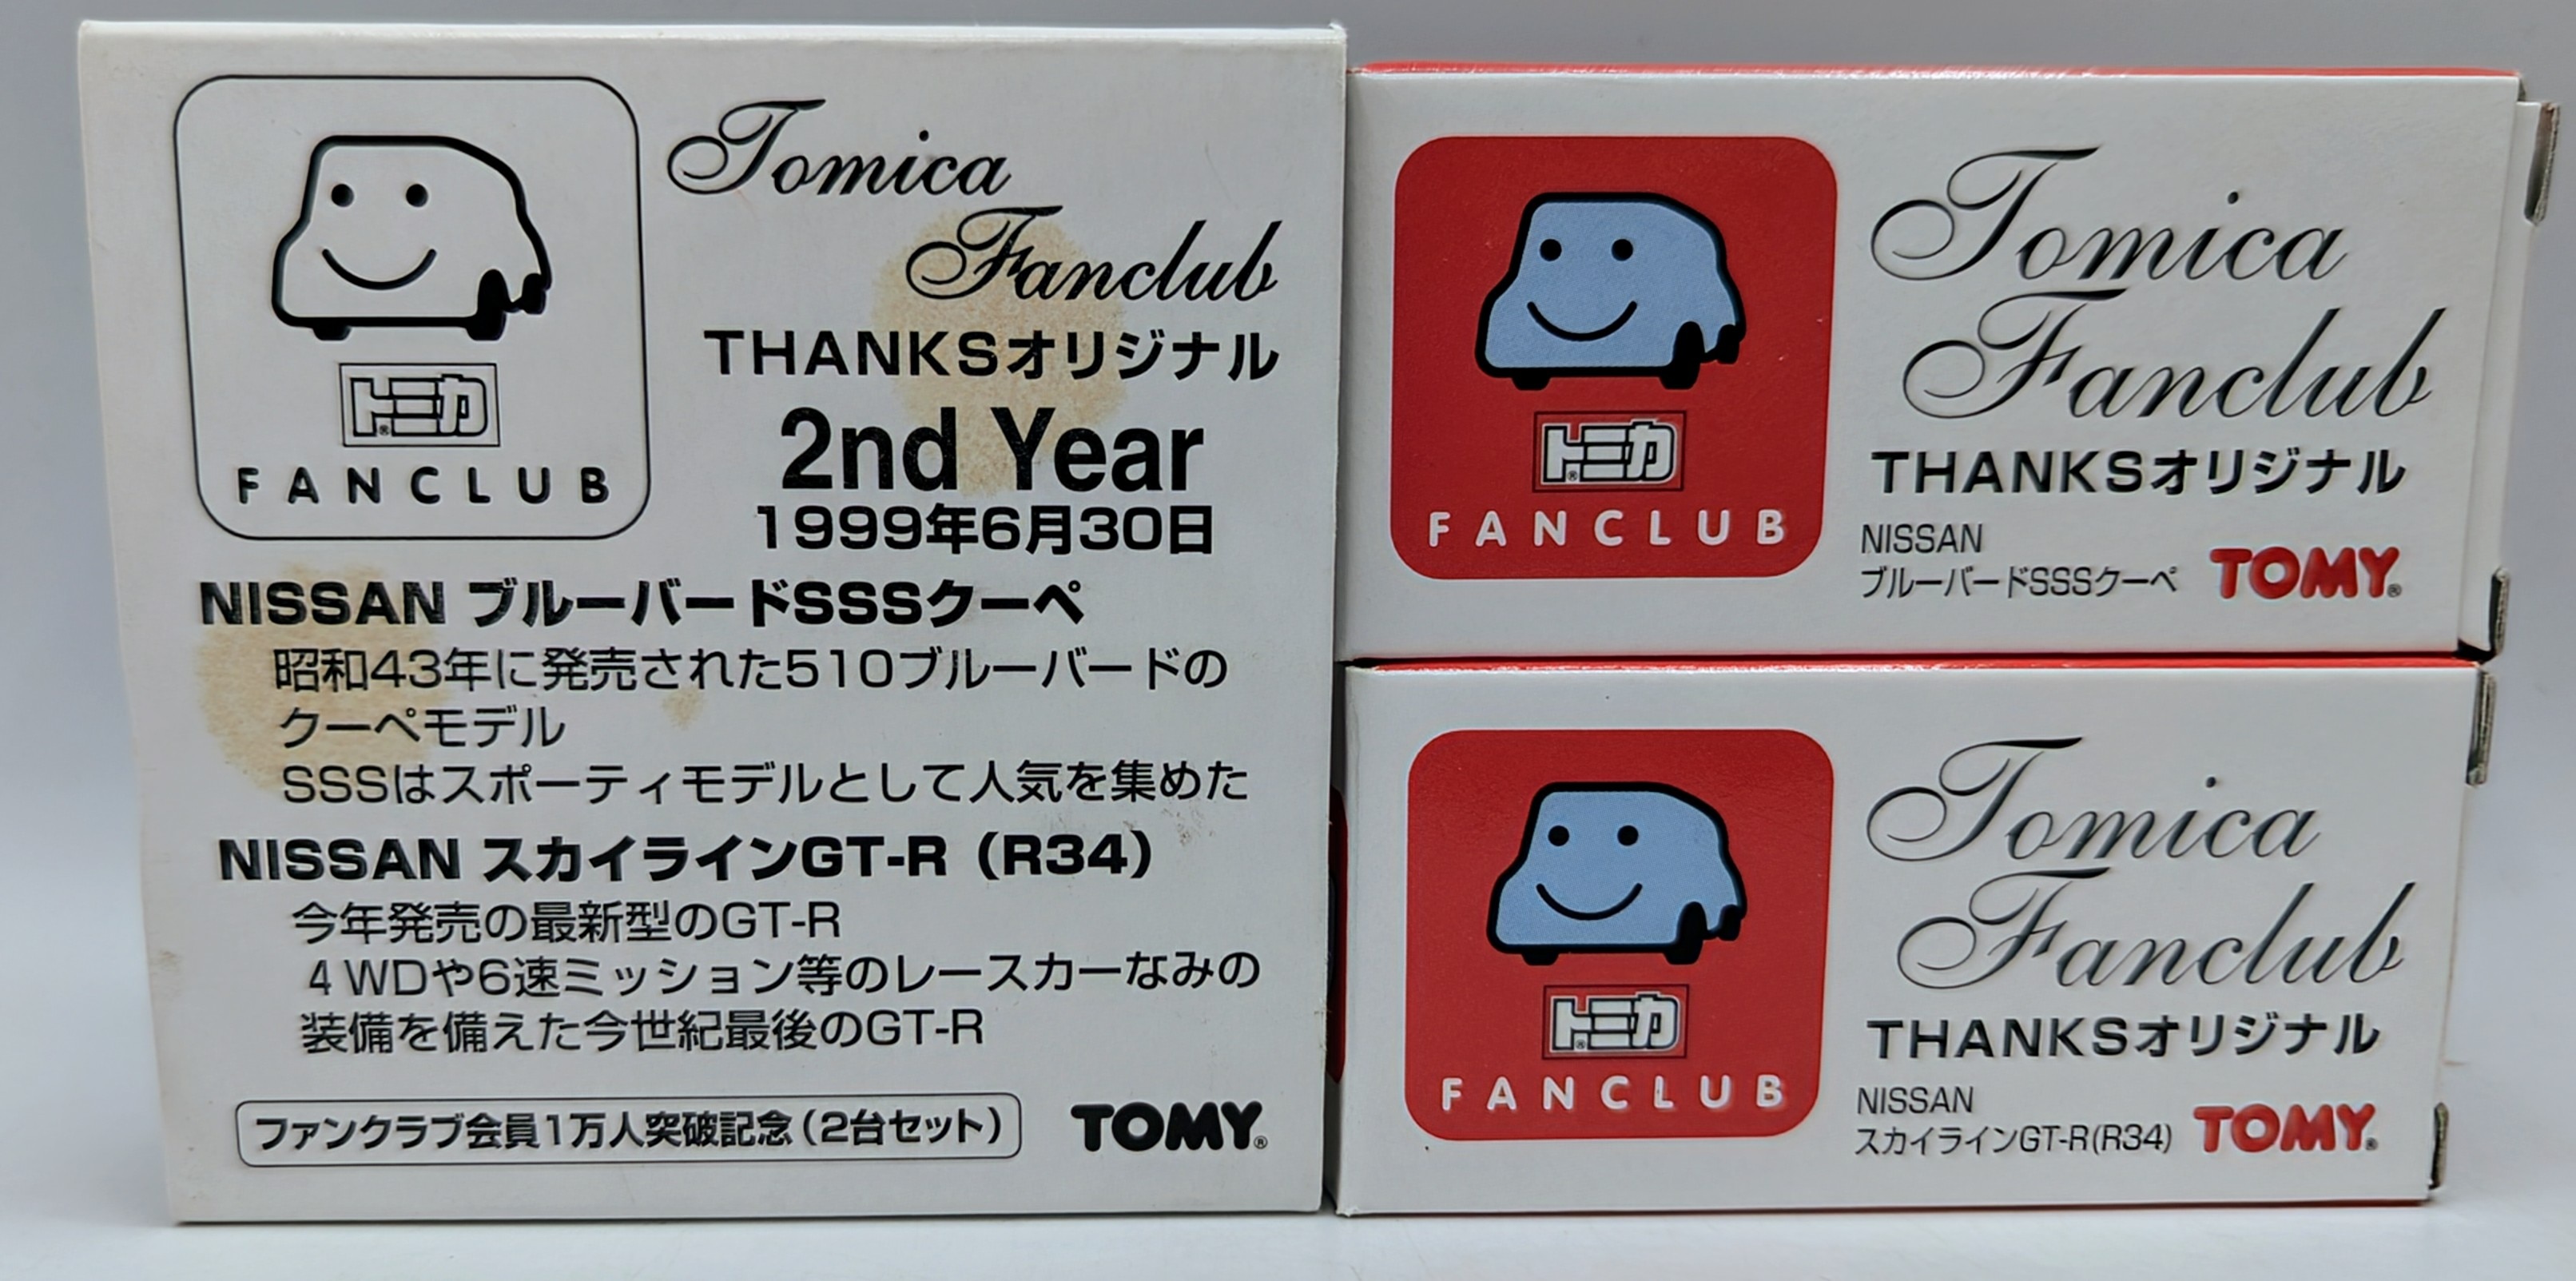 Tomica
Fanclub
トミカ®
FANCLUB
THANKSオリジナル
2nd Year
1999年6月30日
NISSAN ブルーバードSSSクーペ
昭和43年に発売された510ブルーバードの
クーペモデル
SSSはスポーティモデルとして人気を集めた
NISSAN スカイラインGT-R（R34）
今年発売の最新型のGT-R
4WDや6速ミッション等のレースカーなみの
装備を備えた今世紀最後のGT-R
ファンクラブ会員1万人突破記念（2台セット）
TOMY®
Tomica
Fanclub
トミカ®
FANCLUB
THANKSオリジナル
NISSAN
ブルーバードSSSクーペ
TOMY®
Tomica
Fanclub
トミカ®
FANCLUB
THANKSオリジナル
NISSAN
スカイラインGT-R(R34)
TOMY®